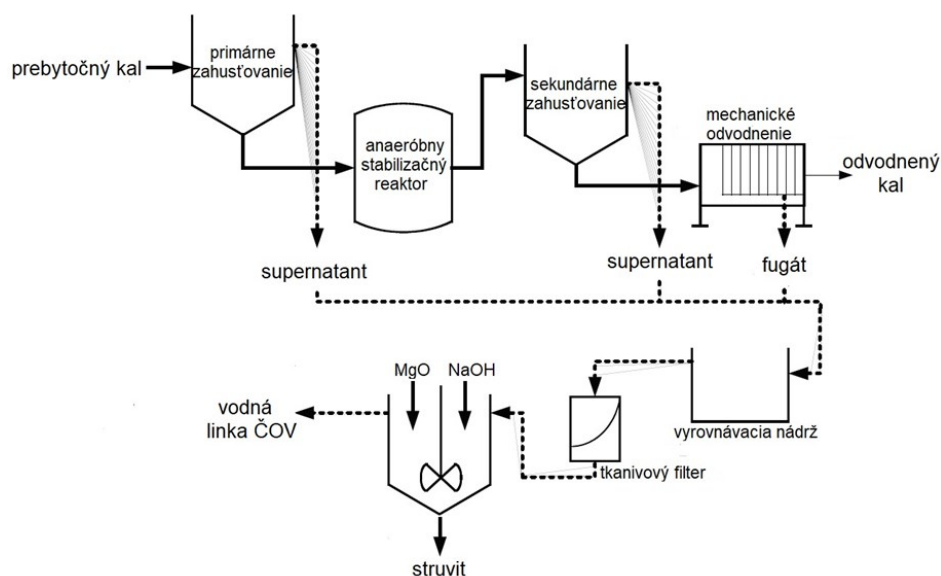 prebytočný kal
primárne
zahusťovanie
anaeróbny
stabilizačný
reaktor
sekundárne
zahusťovanie
mechanické
odvodnenie
odvodnený
kal
supernatant
supernatant
fugát
MgO
NaOH
vodná
linka ČOV
vyrovnávacia nádrž
tkanivový filter
struvit